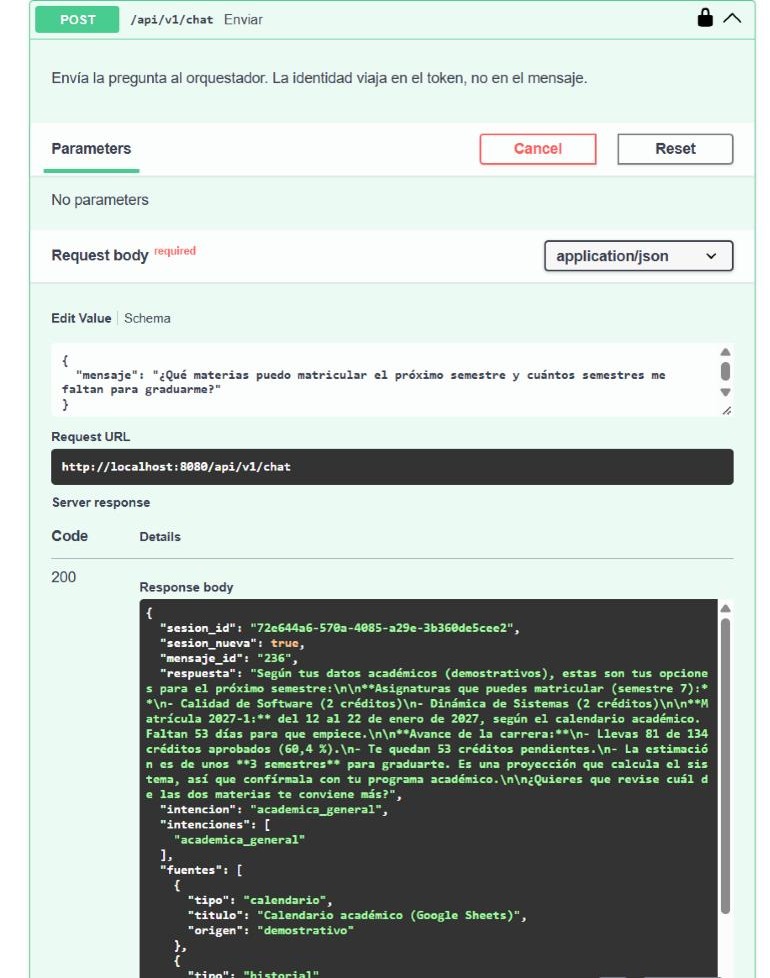 POST /api/v1/chat Enviar
Envía la pregunta al orquestador. La identidad viaja en el token, no en el mensaje.
Parameters Cancel Reset
No parameters
Request body required application/json
Edit Value Schema
{
"mensaje": "¿Qué materias puedo matricular el próximo semestre y cuántos semestres me
faltan para graduarme?"
}
Request URL
http://localhost:8080/api/v1/chat
Server response
Code Details
200
Response body
{
"sesion_id": "72e644a6-570a-4085-a29e-3b360de5cee2",
"sesion_nueva": true,
"mensaje_id": "236",
"respuesta": "Según tus datos académicos (demostrativos), estas son tus opcione
s para el próximo semestre:\n\n**Asignaturas que puedes matricular (semestre 7):*
*\n- Calidad de Software (2 créditos)\n- Dinámica de Sistemas (2 créditos)\n\n**M
atrícula 2027-1:** del 12 al 22 de enero de 2027, según el calendario académico.
Faltan 53 días para que empiece.\n\n**Avance de la carrera:**\n- Llevas 81 de 134
créditos aprobados (60,4 %).\n- Te quedan 53 créditos pendientes.\n- La estimació
n es de unos **3 semestres** para graduarte. Es una proyección que calcula el sis
tema, así que confírmala con tu programa académico.\n\n¿Quieres que revise cuál d
e las dos materias te conviene más?",
"intencion": "academica_general",
"intenciones": [
"academica_general"
],
"fuentes": [
{
"tipo": "calendario",
"titulo": "Calendario académico (Google Sheets)",
"origen": "demostrativo"
},
{
"tipo": "historial"